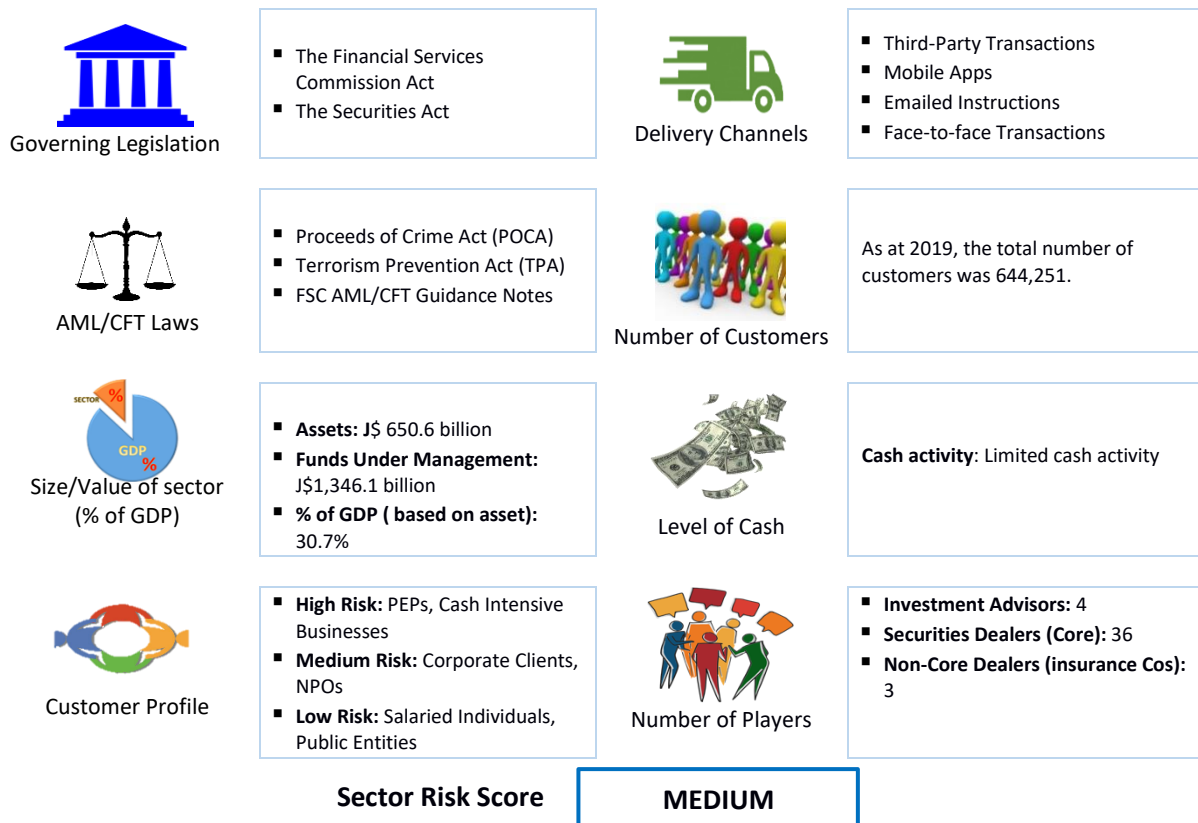 Governing Legislation
▪ The Financial Services
Commission Act
▪ The Securities Act
Delivery Channels
▪ Third-Party Transactions
▪ Mobile Apps
▪ Emailed Instructions
▪ Face-to-face Transactions
AML/CFT Laws
▪ Proceeds of Crime Act (POCA)
▪ Terrorism Prevention Act (TPA)
▪ FSC AML/CFT Guidance Notes
Number of Customers
As at 2019, the total number of
customers was 644,251.
SECTOR %
GDP
%
Size/Value of sector
(% of GDP)
▪ Assets: J$ 650.6 billion
▪ Funds Under Management:
J$1,346.1 billion
▪ % of GDP ( based on asset):
30.7%
Level of Cash
Cash activity: Limited cash activity
Customer Profile
▪ High Risk: PEPs, Cash Intensive
Businesses
▪ Medium Risk: Corporate Clients,
NPOs
▪ Low Risk: Salaried Individuals,
Public Entities
Number of Players
▪ Investment Advisors: 4
▪ Securities Dealers (Core): 36
▪ Non-Core Dealers (insurance Cos):
3
Sector Risk Score
MEDIUM